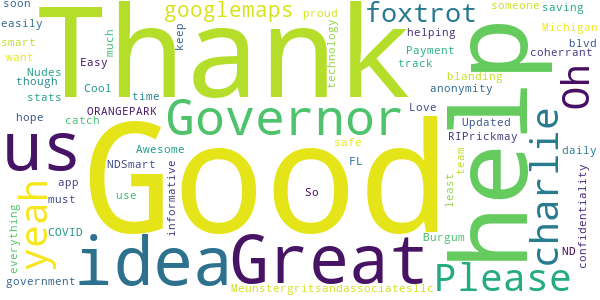 soon
googlemaps
proud
someone
saving
easily
Thank
foxtrot
Michigan
smart
keep
technology
helping
blvd
want
much
Payment
coherrant
Nudes
Easy
track
help
Oh
though
Cool
time
blanding
stats
ORANGEPARK
Governor
anonymity
Love
Updated
hope
catch
RIPrickmay
charlie
us
Good
Awesome
safe
team
daily
NDSmart
FL
confidentiality
yeah
app
informative
So
least
must
use
everything
COVID
idea
Great
Burgum
ND
government
Please
Meunstergritsandassociatesllc